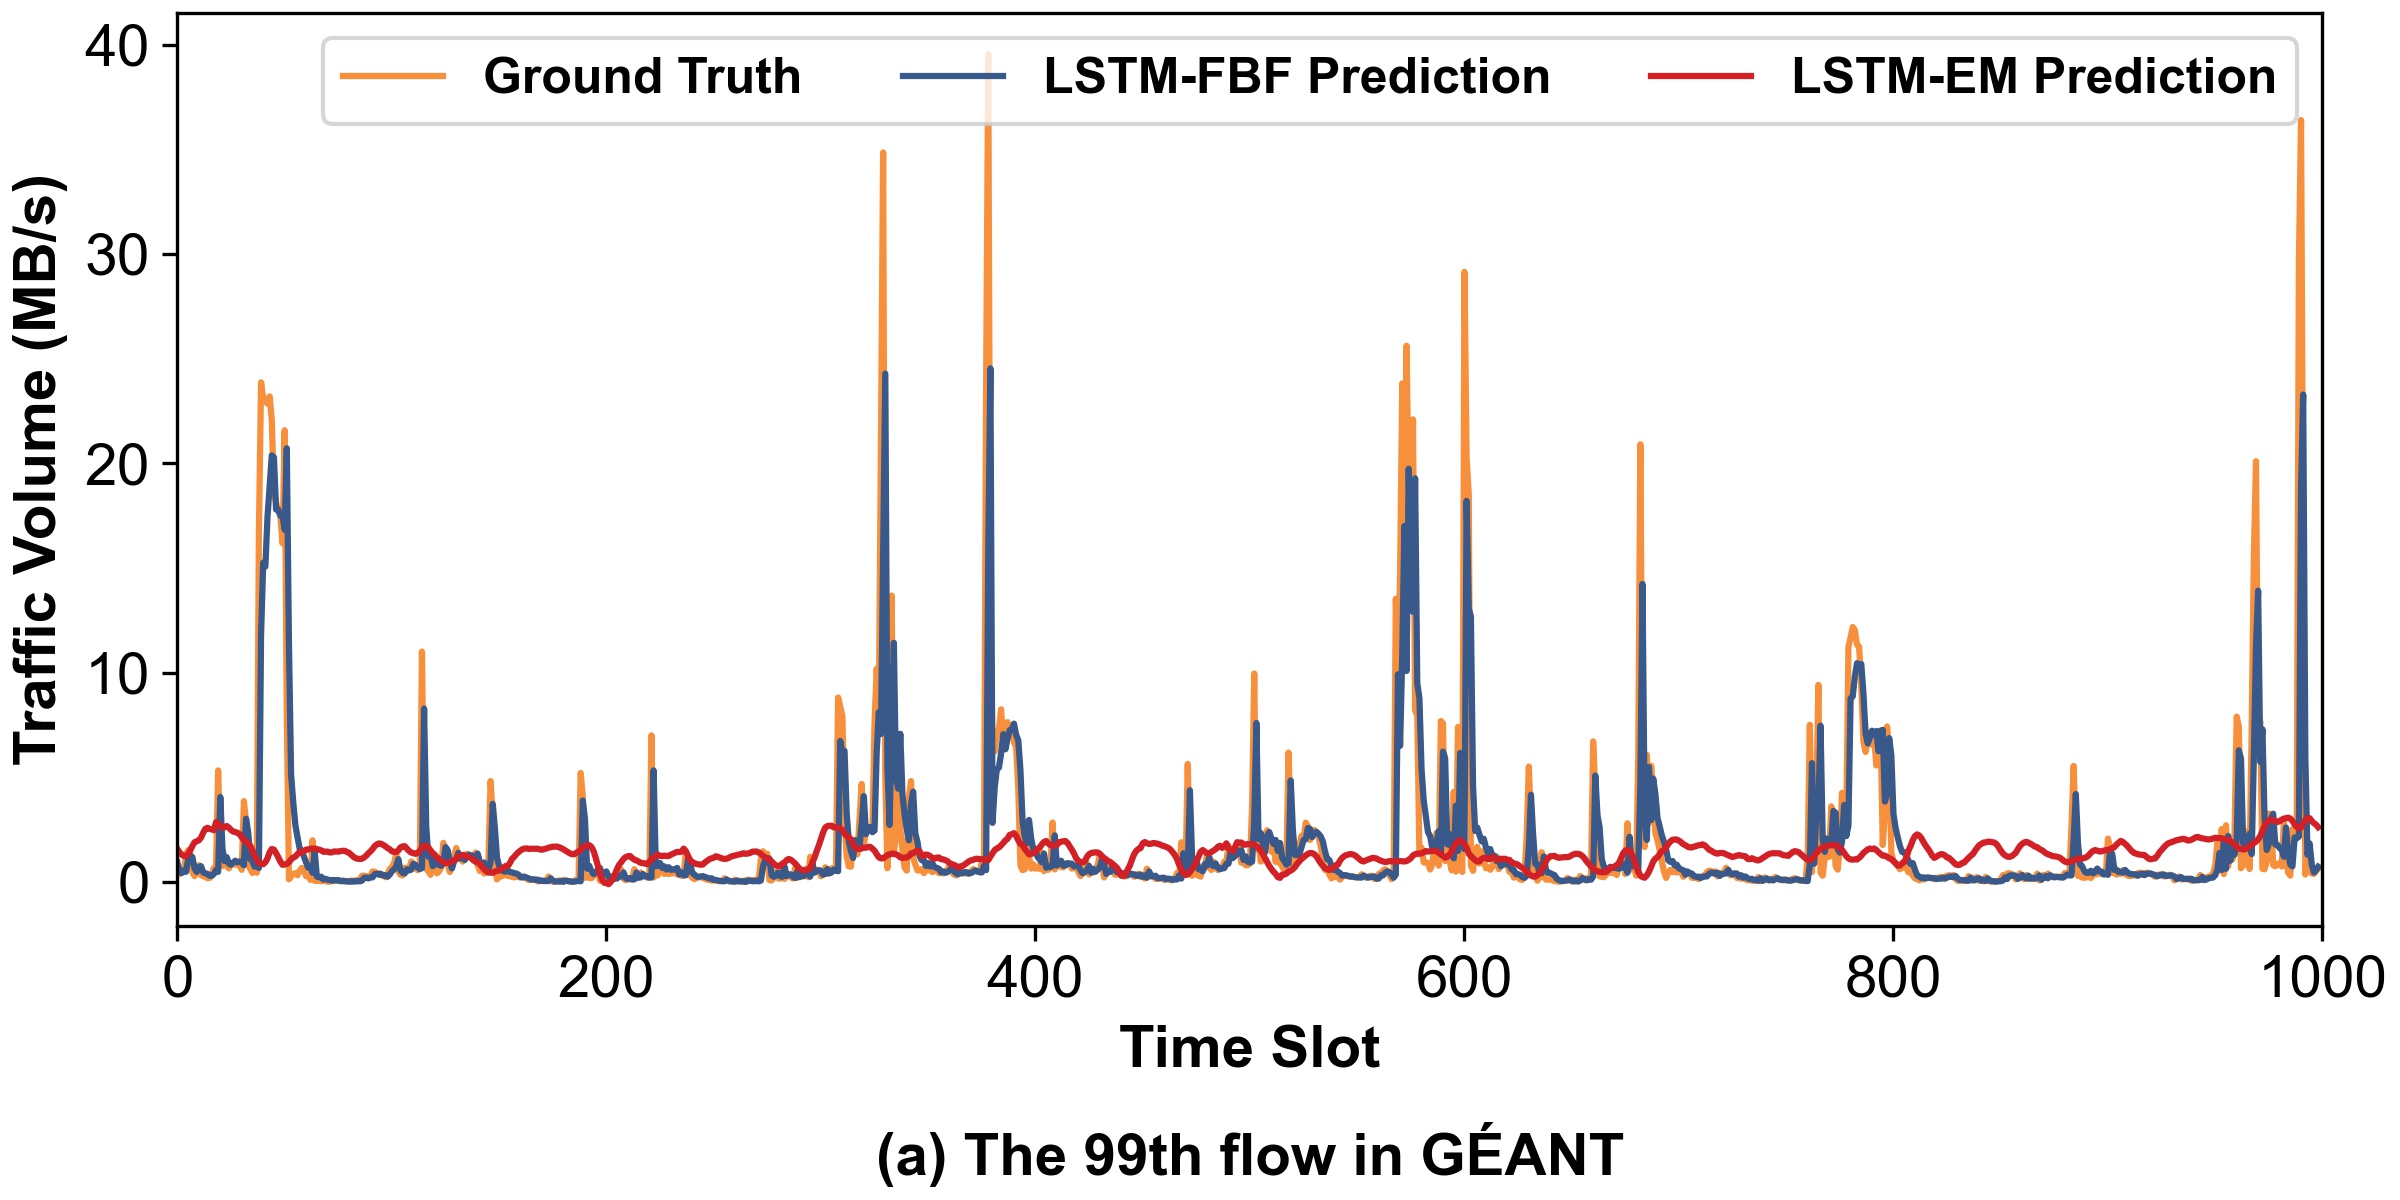 Ground Truth LSTM-FBF Prediction LSTM-EM Prediction
Traffic Volume (MB/s)
40
30
20
10
0
0 200 400 600 800 1000
Time Slot
(a) The 99th flow in GÉANT